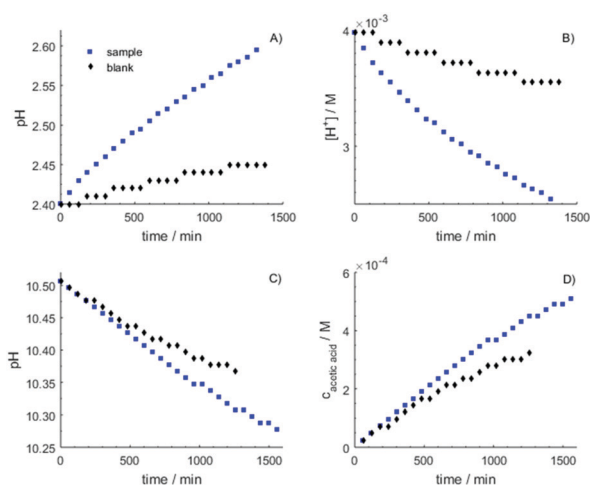 A)
2.60
2.55
2.50
2.45
2.40
pH
sample
blank
0
500
1000
1500
time / min
B)
4
×10⁻³
3
[H⁺] / M
0
500
1000
1500
time / min
C)
10.50
10.45
10.40
10.35
10.30
10.25
pH
0
500
1000
1500
time / min
D)
6
×10⁻⁴
4
2
0
c acetic acid / M
0
500
1000
1500
time / min